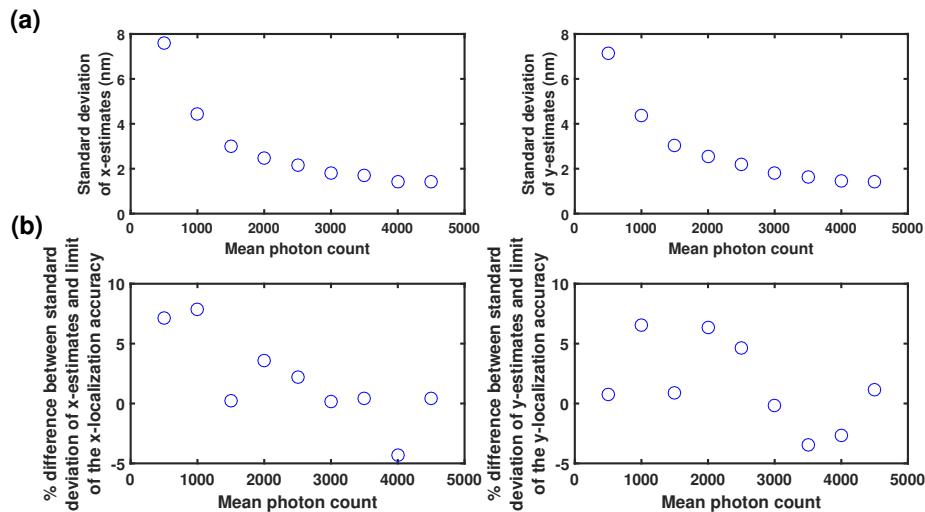 (a)
8
6
4
2
0
Standard deviation
of x-estimates (nm)
0 1000 2000 3000 4000 5000
Mean photon count
8
6
4
2
0
Standard deviation
of y-estimates (nm)
0 1000 2000 3000 4000 5000
Mean photon count
(b)
10
5
0
-5
% difference between standard
deviation of x-estimates and limit
of the x-localization accuracy
0 1000 2000 3000 4000 5000
Mean photon count
10
5
0
-5
% difference between standard
deviation of y-estimates and limit
of the y-localization accuracy
0 1000 2000 3000 4000 5000
Mean photon count